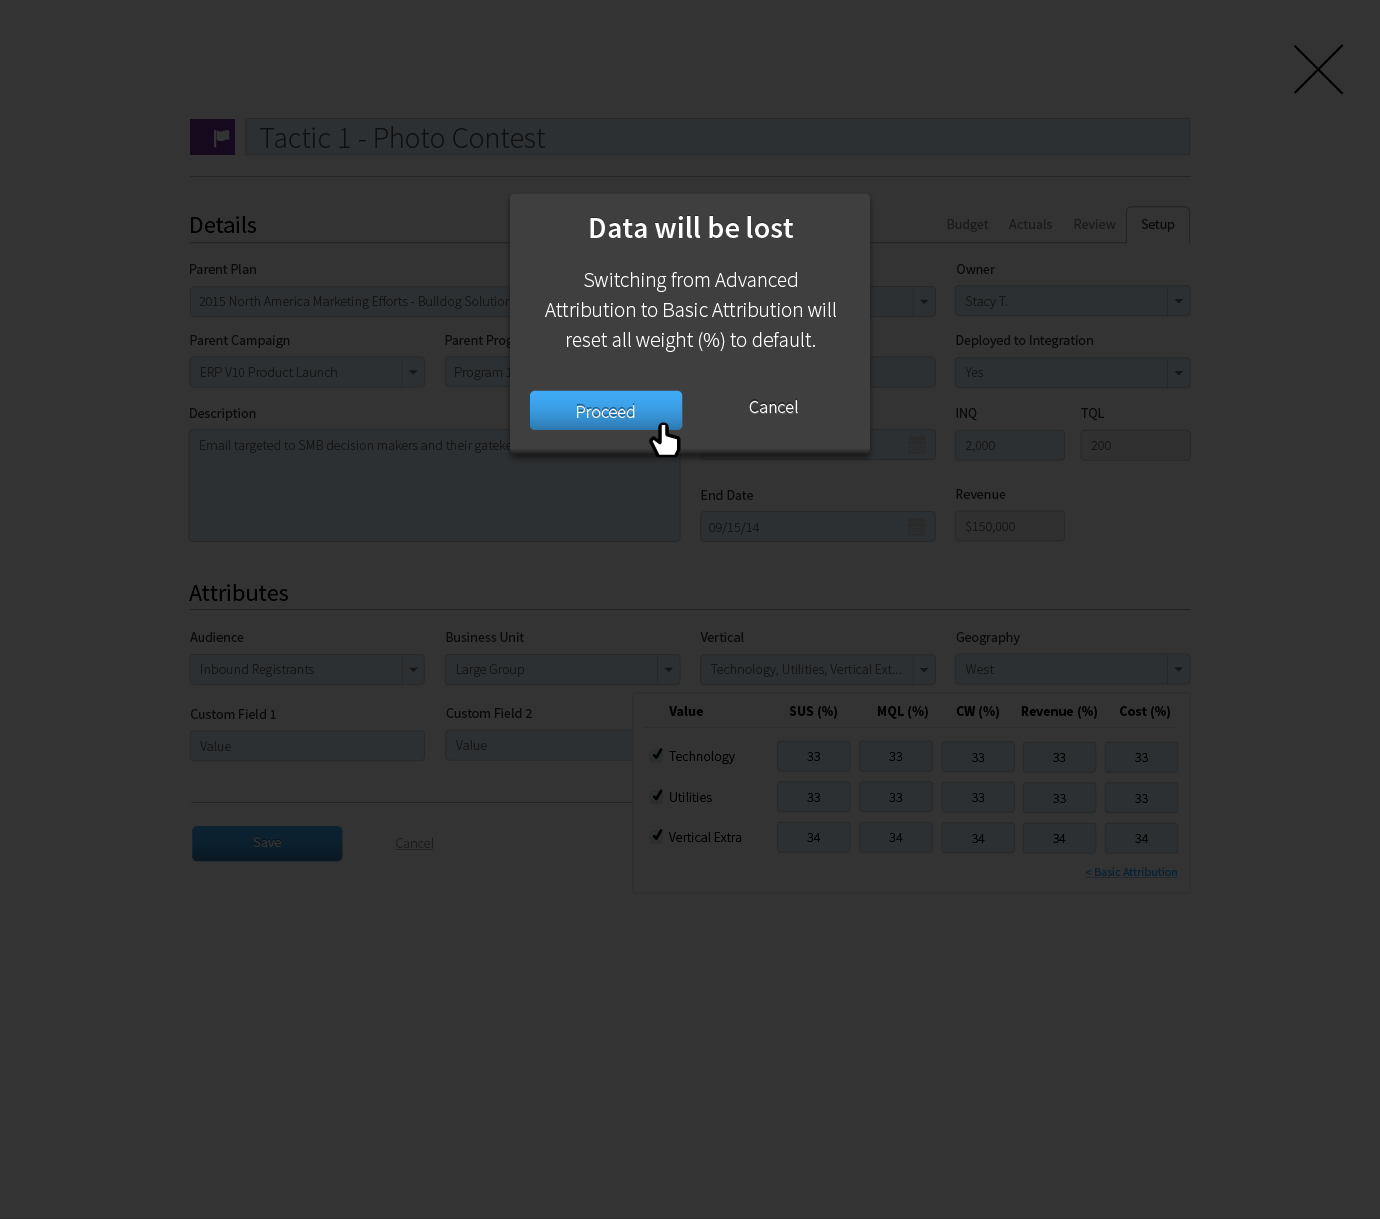 Tactic 1 - Photo Contest
Details
Budget
Actuals
Review
Setup
Data will be lost
Switching from Advanced
Attribution to Basic Attribution will
reset all weight (%) to default.
Proceed
Cancel
Parent Plan
Owner
2015 North America Marketing Efforts - Bulldog Solution
Stacy T.
Parent Campaign
Parent Prog
Deployed to Integration
ERP V10 Product Launch
Program 1
Yes
Description
INQ
TQL
Email targeted to SMB decision makers and their gateke
2,000
200
End Date
Revenue
09/15/14
$150,000
Attributes
Audience
Business Unit
Vertical
Geography
Inbound Registrants
Large Group
Technology, Utilities, Vertical Ext...
West
Custom Field 1
Custom Field 2
Value
Value
Value SUS (%) MQL (%) CW (%) Revenue (%) Cost (%)
Technology 33 33 33 33 33
Utilities 33 33 33 33 33
Vertical Extra 34 34 34 34 34
< Basic Attribution
Save
Cancel